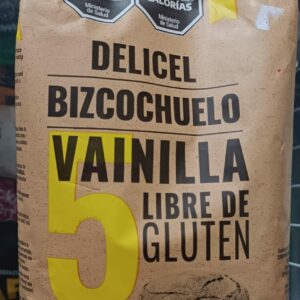 Ministerio
de Salud
CALORÍAS
Ministerio
de Salud
DELICEL
BIZCOCHUELO
VAINILLA
5
LIBRE DE
GLUTEN